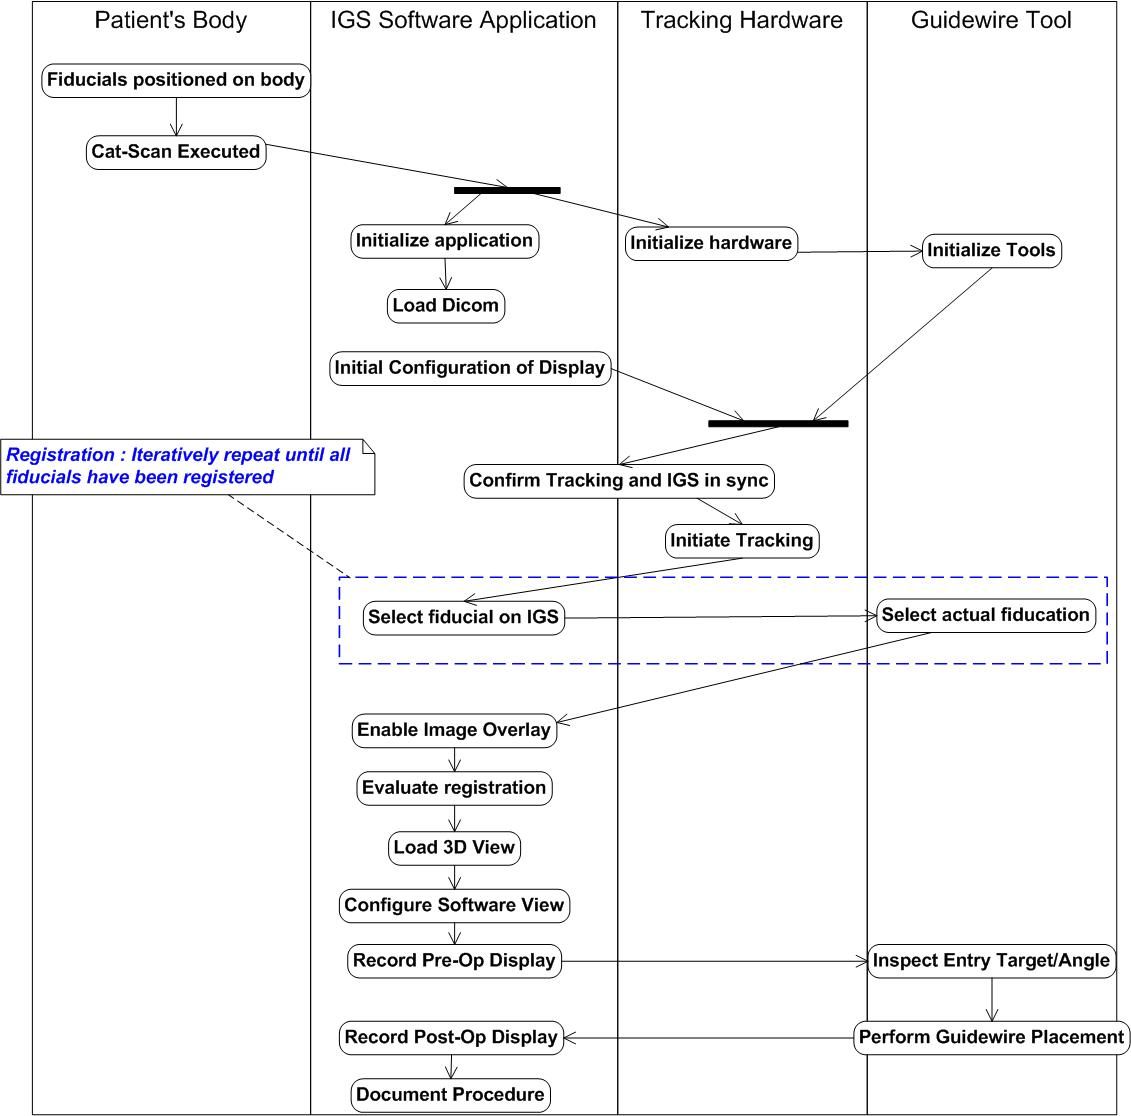 Patient's Body
IGS Software Application
Tracking Hardware
Guidewire Tool
Fiducials positioned on body
Cat-Scan Executed
Initialize application
Initialize hardware
Initialize Tools
Load Dicom
Initial Configuration of Display
Registration : Iteratively repeat until all
fiducials have been registered
Confirm Tracking and IGS in sync
Initiate Tracking
Select fiducial on IGS
Select actual fiducation
Enable Image Overlay
Evaluate registration
Load 3D View
Configure Software View
Record Pre-Op Display
Inspect Entry Target/Angle
Record Post-Op Display
Perform Guidewire Placement
Document Procedure